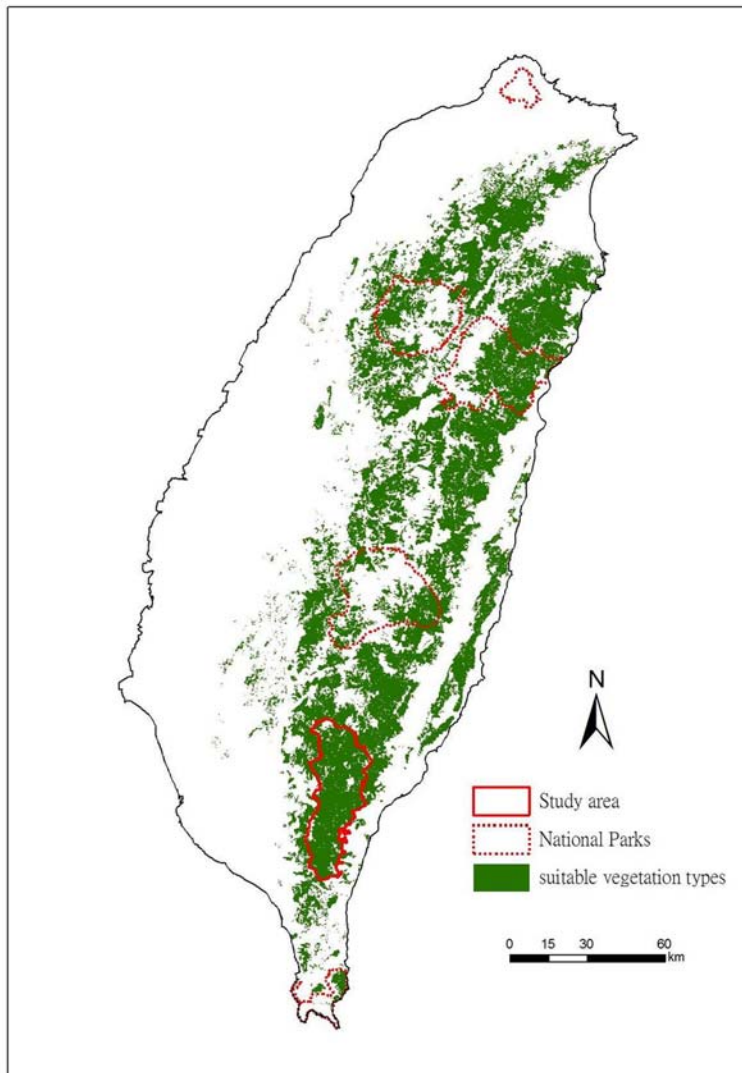 N
Study area
National Parks
suitable vegetation types
0 15 30 60
km